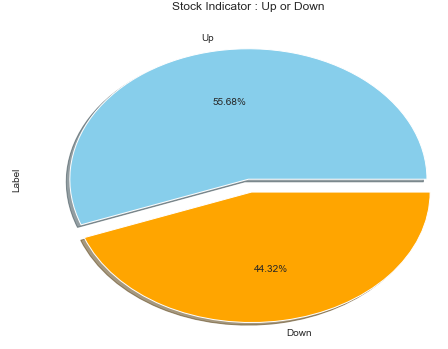 Stock Indicator : Up or Down
Up
55.68%
Label
44.32%
Down